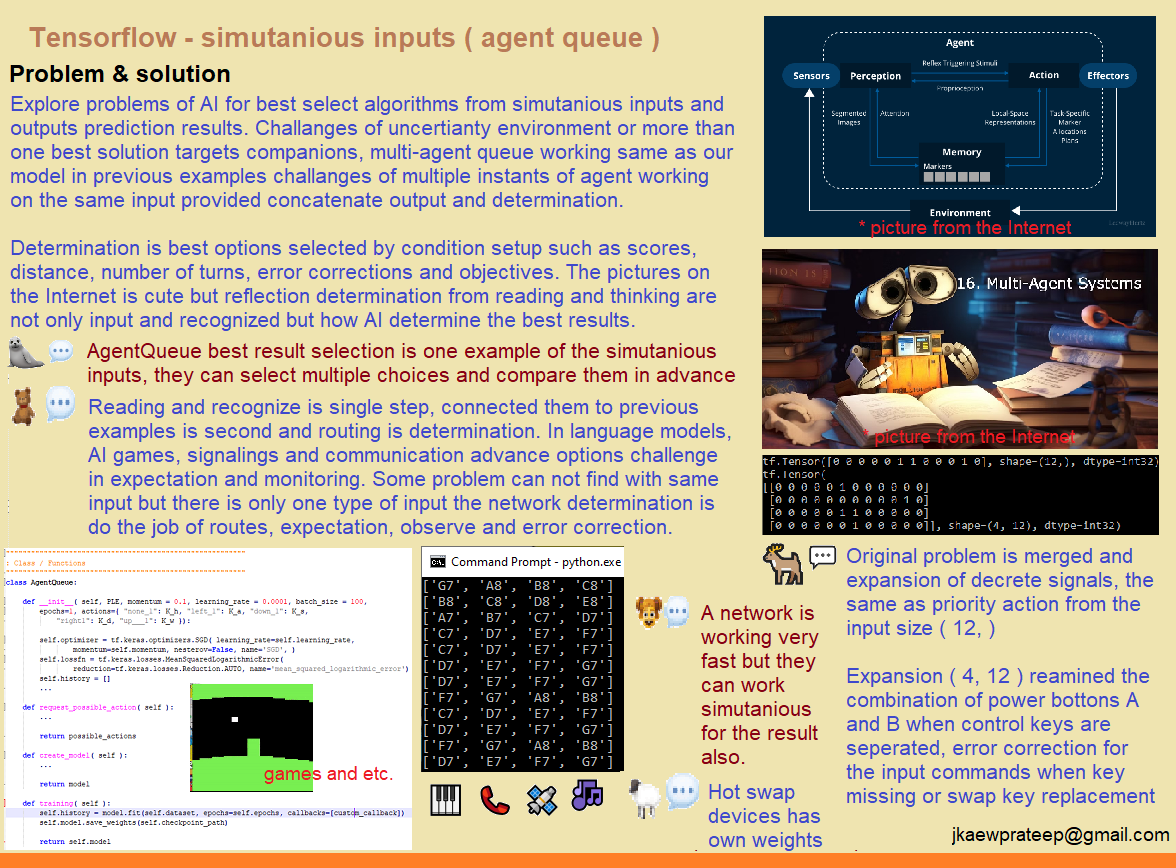 Tensorflow - simutanious inputs ( agent queue )
Problem & solution
Explore problems of AI for best select algorithms from simutanious inputs and
outputs prediction results. Challanges of uncertianty environment or more than
one best solution targets companions, multi-agent queue working same as our
model in previous examples challanges of multiple instants of agent working
on the same input provided concatenate output and determination.
Determination is best options selected by condition setup such as scores,
distance, number of turns, error corrections and objectives. The pictures on
the Internet is cute but reflection determination from reading and thinking are
not only input and recognized but how AI determine the best results.
AgentQueue best result selection is one example of the simutanious
inputs, they can select multiple choices and compare them in advance
Reading and recognize is single step, connected them to previous
examples is second and routing is determination. In language models,
AI games, signalings and communication advance options challenge
in expectation and monitoring. Some problem can not find with same
input but there is only one type of input the network determination is
do the job of routes, expectation, observe and error correction.
Agent
Sensors
Perception
Reflex Triggering Stimuli
Proprioception
Action
Effectors
Segmented
Images
Attention
Local Space
Representations
Task Specific
Marker
Allocations
Plans
Memory
Markers
Environment
* picture from the Internet
16. Multi-Agent Systems
* picture from the Internet
tf.Tensor([0 0 0 0 0 1 1 0 0 0 1 0], shape=(12,), dtype=int32)
tf.Tensor(
[[0 0 0 0 0 1 0 0 0 0 0 0]
[0 0 0 0 0 0 0 0 0 0 1 0]
[0 0 0 0 0 1 1 0 0 0 0 0]
[0 0 0 0 0 0 1 0 0 0 0 0]], shape=(4, 12), dtype=int32)
: Class / Functions
class AgentQueue:
def __init__( self, PLE, momentum = 0.1, learning_rate = 0.0001, batch_size = 100,
epochs=1, actions={ "none_1": K_h, "left_1": K_a, "down_1": K_s,
"right1": K_d, "up___1": K_w }):
self.optimizer = tf.keras.optimizers.SGD( learning_rate=self.learning_rate,
momentum=self.momentum, nesterov=False, name='SGD', )
self.lossfn = tf.keras.losses.MeanSquaredLogarithmicError(
reduction=tf.keras.losses.Reduction.AUTO, name='mean_squared_logarithmic_error')
self.history = []
...
def request_possible_action( self ):
...
return possible_actions
def create_model( self ):
...
return model
def training( self ):
self.history = model.fit(self.dataset, epochs=self.epochs, callbacks=[custom_callback])
self.model.save_weights(self.checkpoint_path)
return self.model
games and etc.
Command Prompt - python.exe
['G7', 'A8', 'B8', 'C8']
['B8', 'C8', 'D8', 'E8']
['A7', 'B7', 'C7', 'D7']
['C7', 'D7', 'E7', 'F7']
['C7', 'D7', 'E7', 'F7']
['D7', 'E7', 'F7', 'G7']
['F7', 'G7', 'A8', 'B8']
['C7', 'D7', 'E7', 'F7']
['D7', 'E7', 'F7', 'G7']
['F7', 'G7', 'A8', 'B8']
['D7', 'E7', 'F7', 'G7']
A network is
working very
fast but they
can work
simutanious
for the result
also.
Hot swap
devices has
own weights
Original problem is merged and
expansion of decrete signals, the
same as priority action from the
input size ( 12, )
Expansion ( 4, 12 ) reamined the
combination of power bottons A
and B when control keys are
seperated, error correction for
the input commands when key
missing or swap key replacement
jkaewprateep@gmail.com